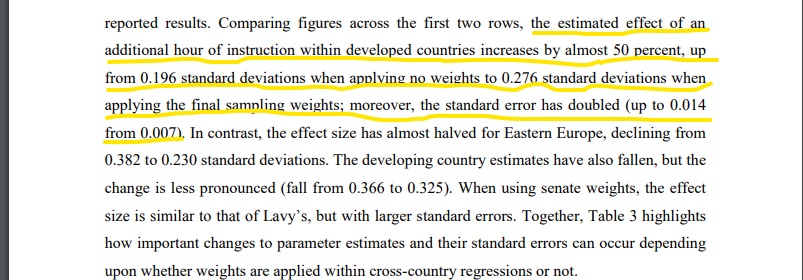 reported results. Comparing figures across the first two rows, the estimated effect of an
additional hour of instruction within developed countries increases by almost 50 percent, up
from 0.196 standard deviations when applying no weights to 0.276 standard deviations when
applying the final sampling weights; moreover, the standard error has doubled (up to 0.014
from 0.007). In contrast, the effect size has almost halved for Eastern Europe, declining from
0.382 to 0.230 standard deviations. The developing country estimates have also fallen, but the
change is less pronounced (fall from 0.366 to 0.325). When using senate weights, the effect
size is similar to that of Lavy's, but with larger standard errors. Together, Table 3 highlights
how important changes to parameter estimates and their standard errors can occur depending
upon whether weights are applied within cross-country regressions or not.